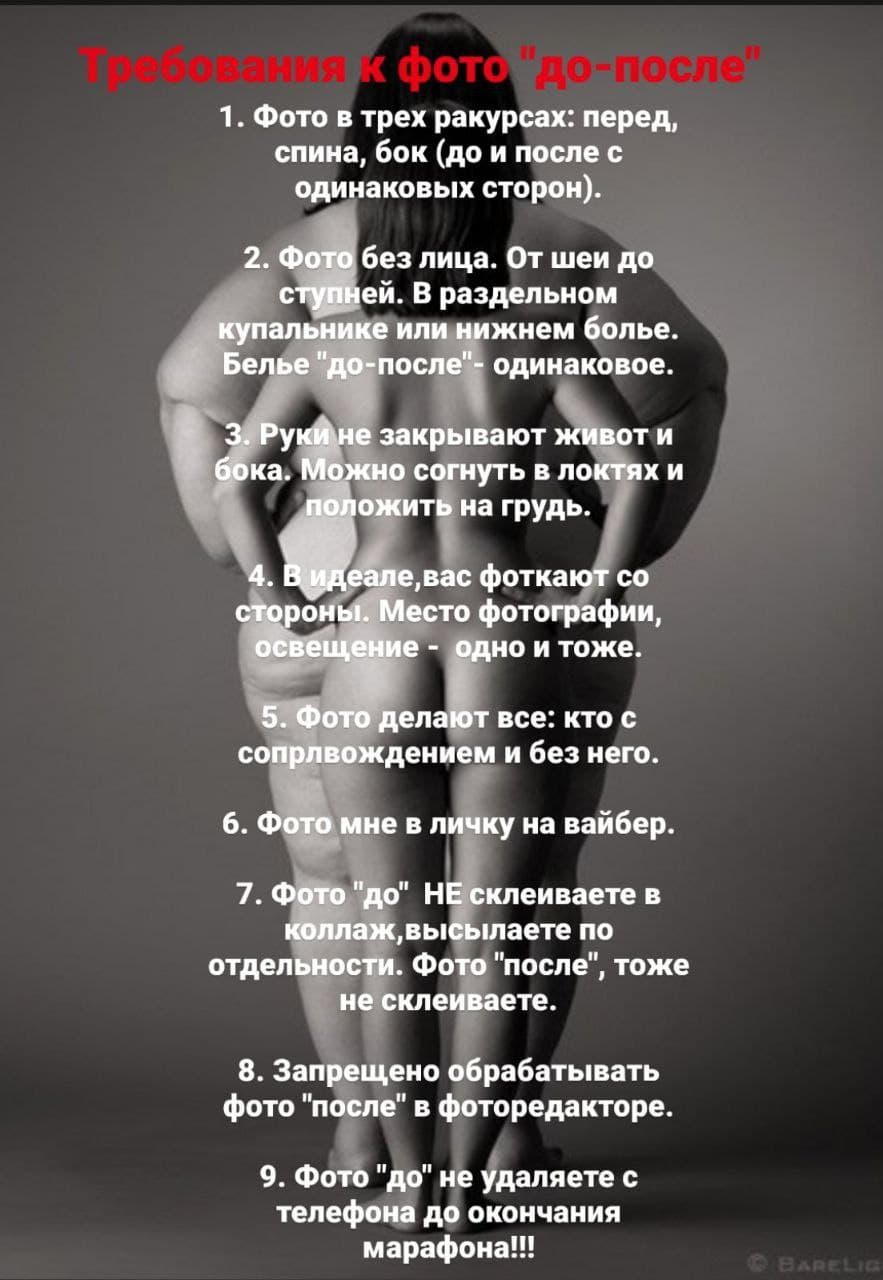 Требования к фото "до-после"
1. Фото в трех ракурсах: перед,
спина, бок (до и после с
одинаковых сторон).
2. Фото без лица. От шеи до
ступней. В раздельном
купальнике или нижнем болье.
Белье "до-после"- одинаковое.
3. Руки не закрывают живот и
бока. Можно согнуть в локтях и
положить на грудь.
4. В идеале,вас фоткают со
стороны. Место фотографии,
освещение - одно и тоже.
5. Фото делают все: кто с
сопрлвождением и без него.
6. Фото мне в личку на вайбер.
7. Фото "до" НЕ склеиваете в
коллаж,высылаете по
отдельности. Фото "после", тоже
не склеиваете.
8. Запрещено обрабатывать
фото "после" в фоторедакторе.
9. Фото "до" не удаляете с
телефона до окончания
марафона!!!